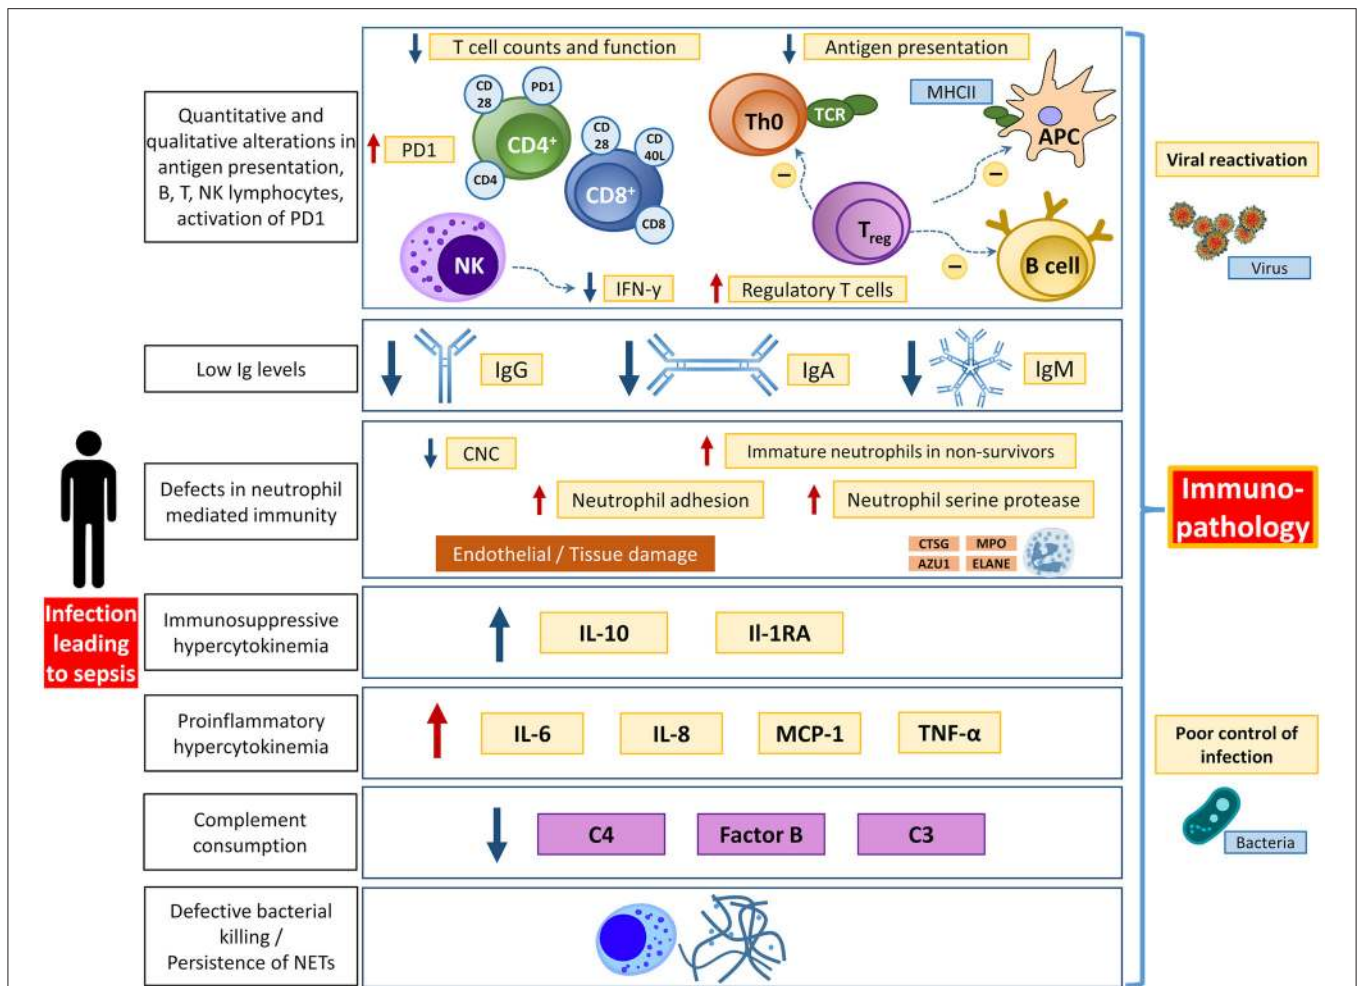 T cell counts and function
Antigen presentation
Quantitative and
qualitative alterations in
antigen presentation,
B, T, NK lymphocytes,
activation of PD1
PD1
CD
28
PD1
CD4+
CD4
CD
28
CD
40L
CD8+
CD8
NK
IFN-y
Th0
TCR
MHCII
APC
−
−
Treg
−
B cell
Regulatory T cells
Low Ig levels
IgG
IgA
IgM
Defects in neutrophil
mediated immunity
CNC
Immature neutrophils in non-survivors
Neutrophil adhesion
Neutrophil serine protease
Endothelial / Tissue damage
CTSG
MPO
AZU1
ELANE
Infection
leading
to sepsis
Immunosuppressive
hypercytokinemia
IL-10
Il-1RA
Proinflammatory
hypercytokinemia
IL-6
IL-8
MCP-1
TNF-α
Complement
consumption
C4
Factor B
C3
Defective bacterial
killing /
Persistence of NETs
Viral reactivation
Virus
Immuno-
pathology
Poor control of
infection
Bacteria